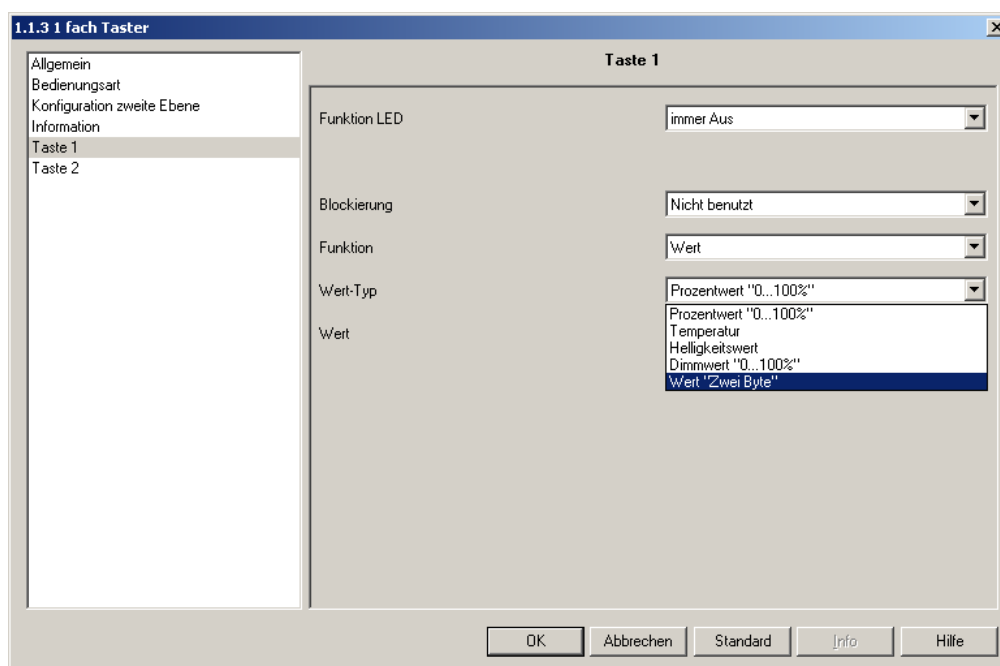 1.1.3 1 fach Taster
Allgemein
Bedienungsart
Konfiguration zweite Ebene
Information
Taste 1
Taste 2
Taste 1
Funktion LED
immer Aus
Blockierung
Nicht benutzt
Funktion
Wert
Wert-Typ
Prozentwert "0...100%"
Prozentwert "0...100%"
Temperatur
Helligkeitswert
Dimmwert "0...100%"
Wert "Zwei Byte"
Wert
OK
Abbrechen
Standard
Info
Hilfe